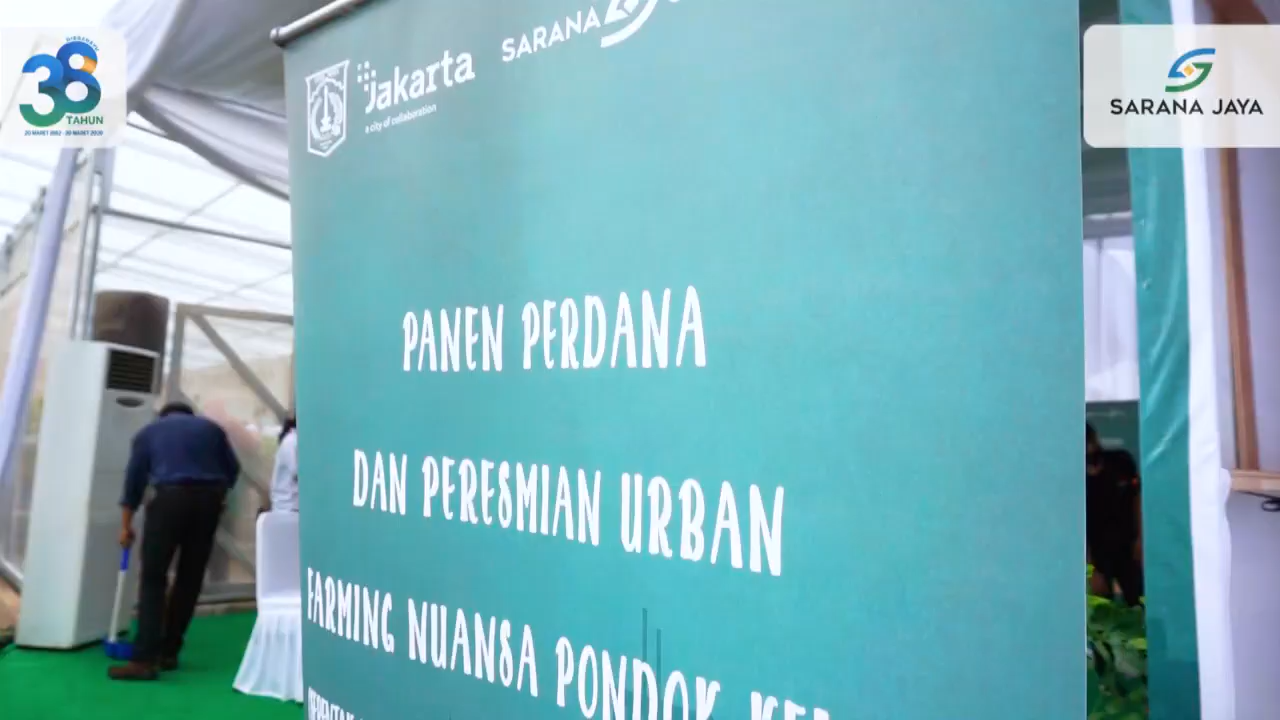 38
TAHUN
SARANA JAYA
Jakarta
a city of collaboration
SARANA
PANEN PERDANA
DAN PERESMIAN URBAN
FARMING NUANSA PONDOK